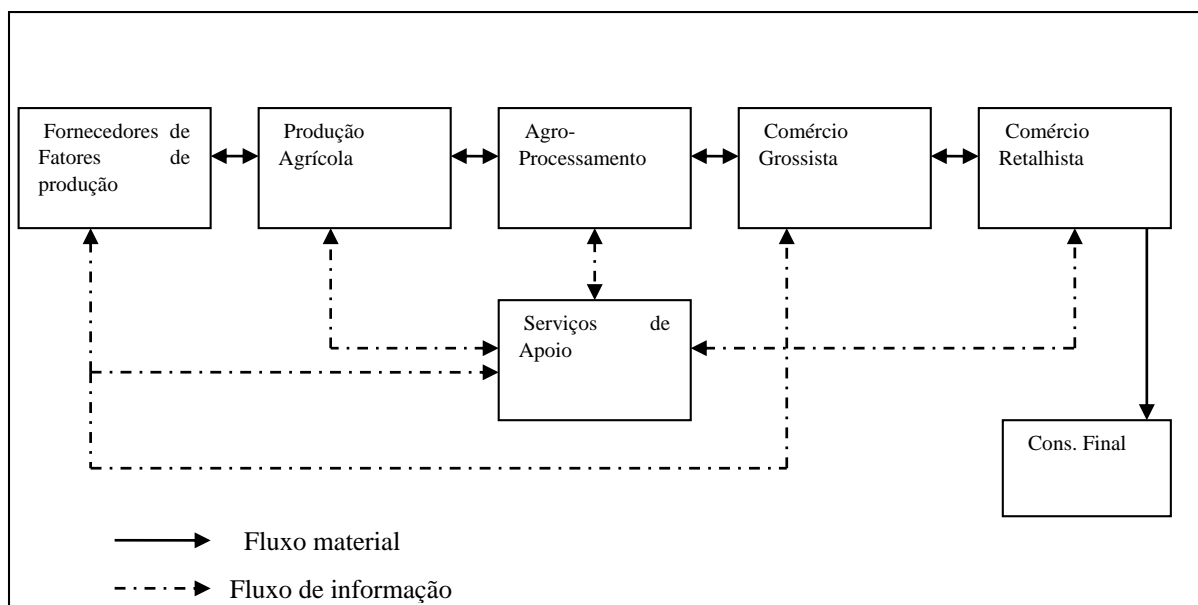 Fornecedores de
Fatores de
produção
Produção
Agrícola
Agro-
Processamento
Comércio
Grossista
Comércio
Retalhista
Serviços de
Apoio
Cons. Final
Fluxo material
Fluxo de informação